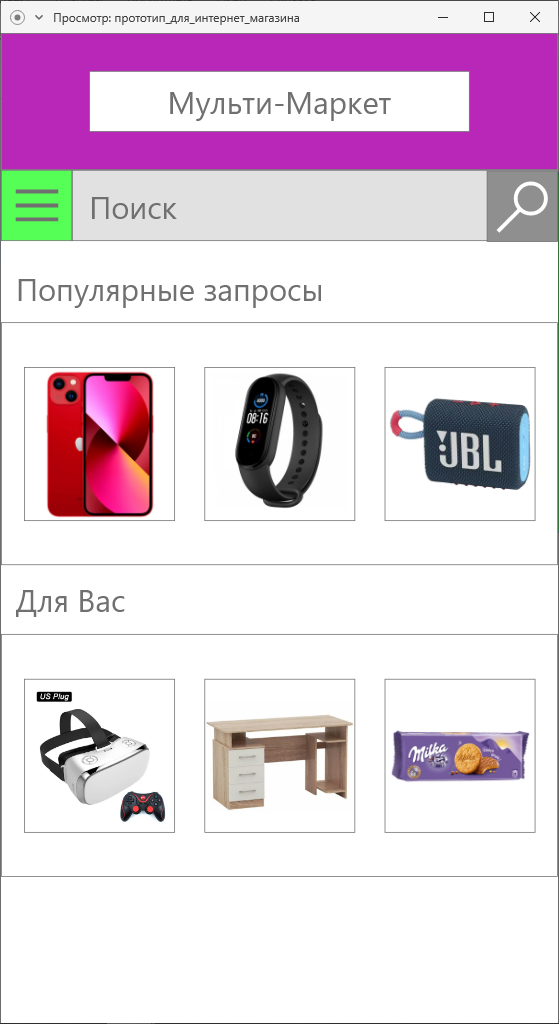 Просмотр: прототип_для_интернет_магазина
Мульти-Маркет
Поиск
Популярные запросы
08:16
JBL
Для Вас
US Plug
Milka